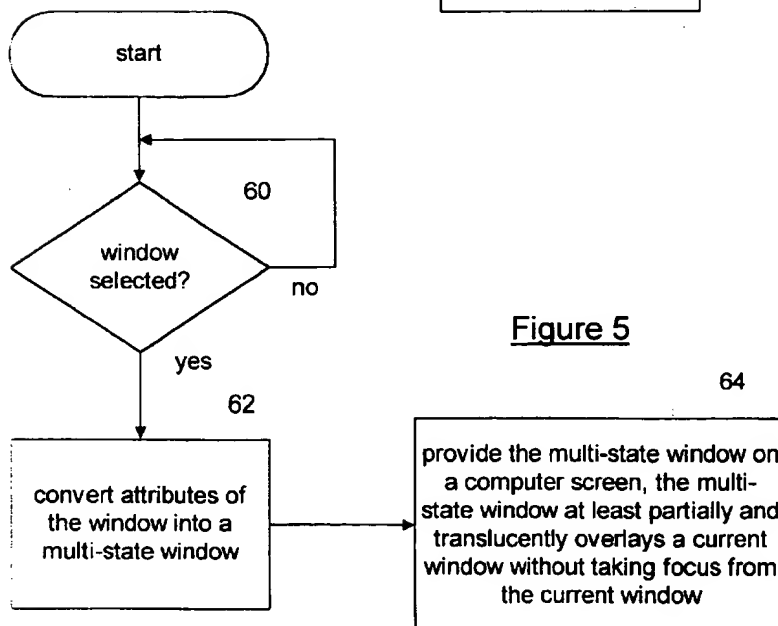 start
60
window
selected?
no
yes
Figure 5
62
64
convert attributes of
the window into a
multi-state window
provide the multi-state window on
a computer screen, the multi-
state window at least partially and
translucently overlays a current
window without taking focus from
the current window